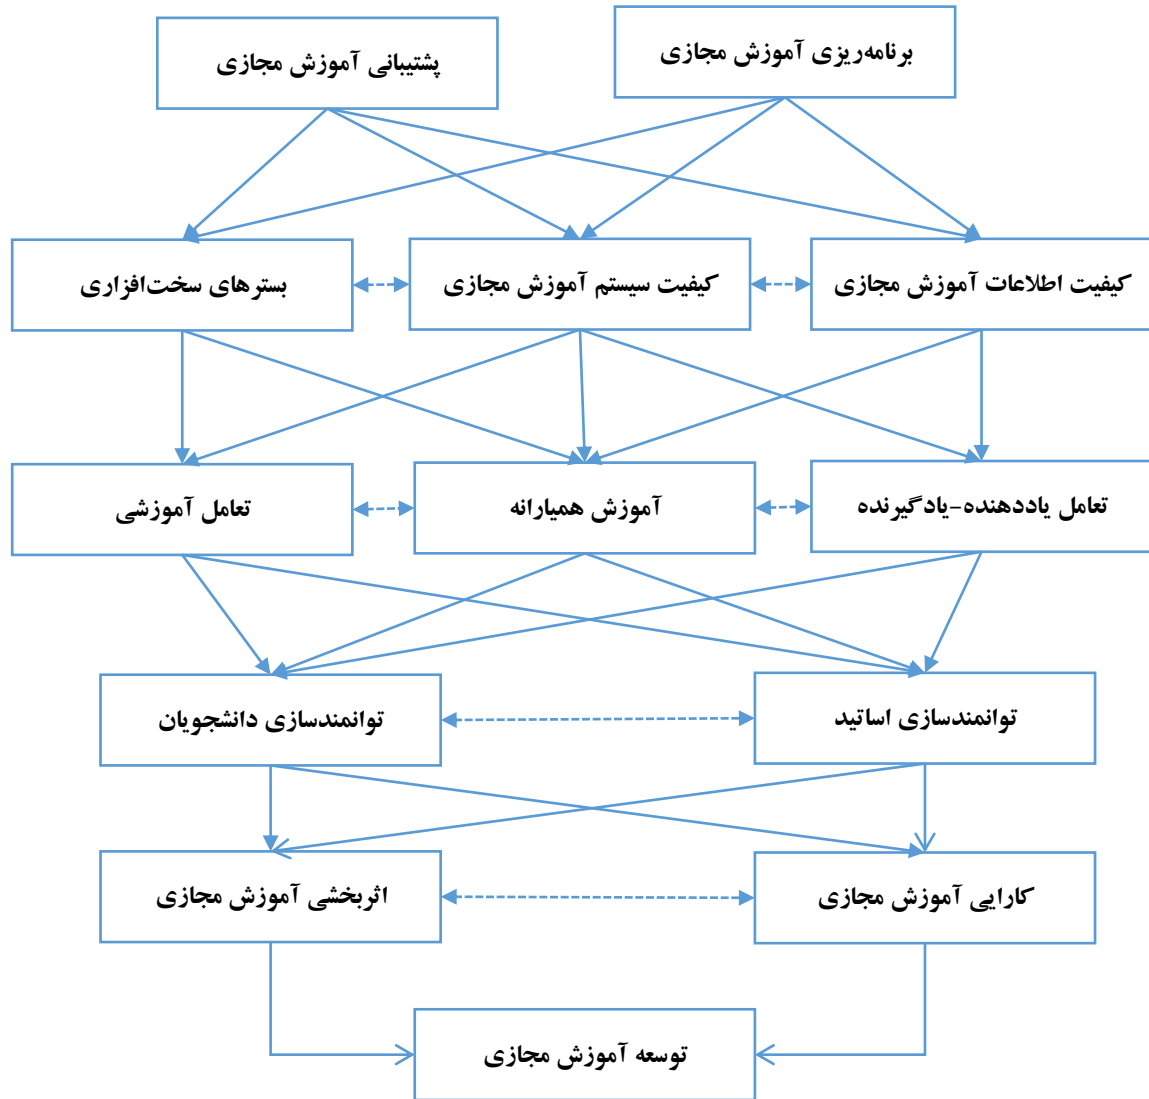 برنامه‌ریزی آموزش مجازی
پشتیبانی آموزش مجازی
کیفیت اطلاعات آموزش مجازی
کیفیت سیستم آموزش مجازی
بسترهای سخت‌افزاری
تعامل یاددهنده-یادگیرنده
آموزش همیارانه
تعامل آموزشی
توانمندسازی اساتید
توانمندسازی دانشجویان
کارایی آموزش مجازی
اثربخشی آموزش مجازی
توسعه آموزش مجازی